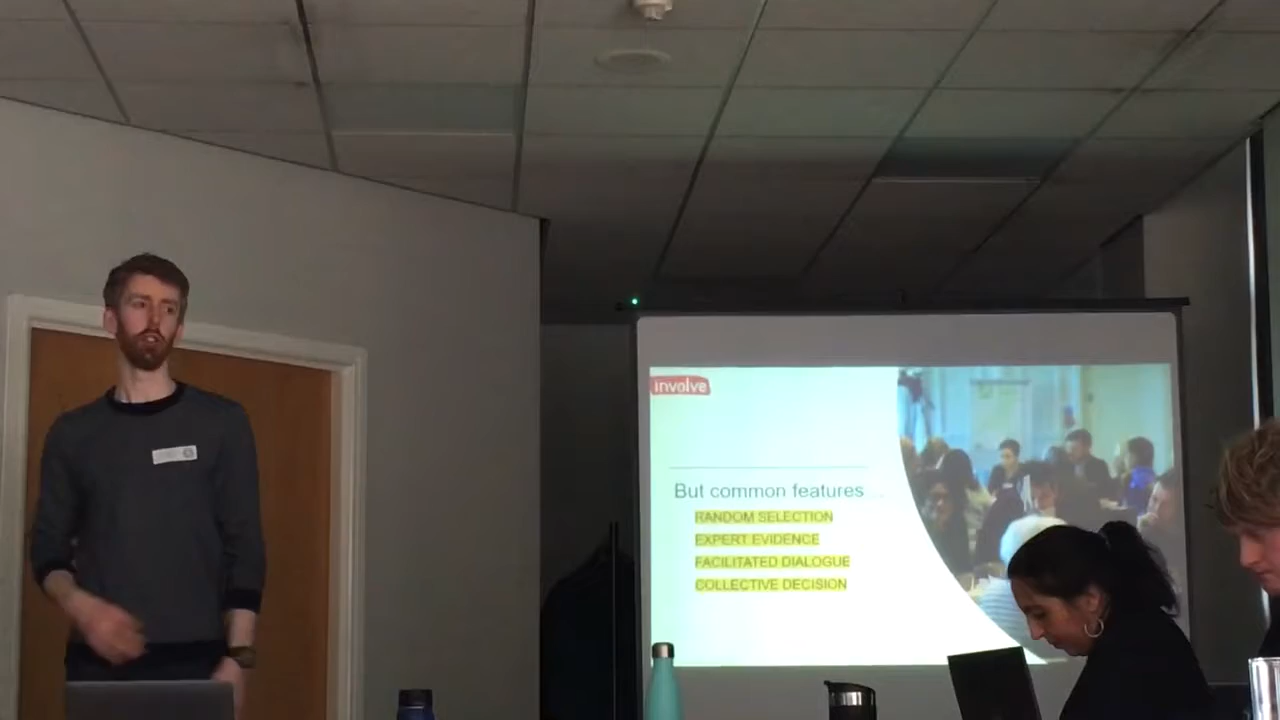 involve
But common features...
RANDOM SELECTION
EXPERT EVIDENCE
FACILITATED DIALOGUE
COLLECTIVE DECISION